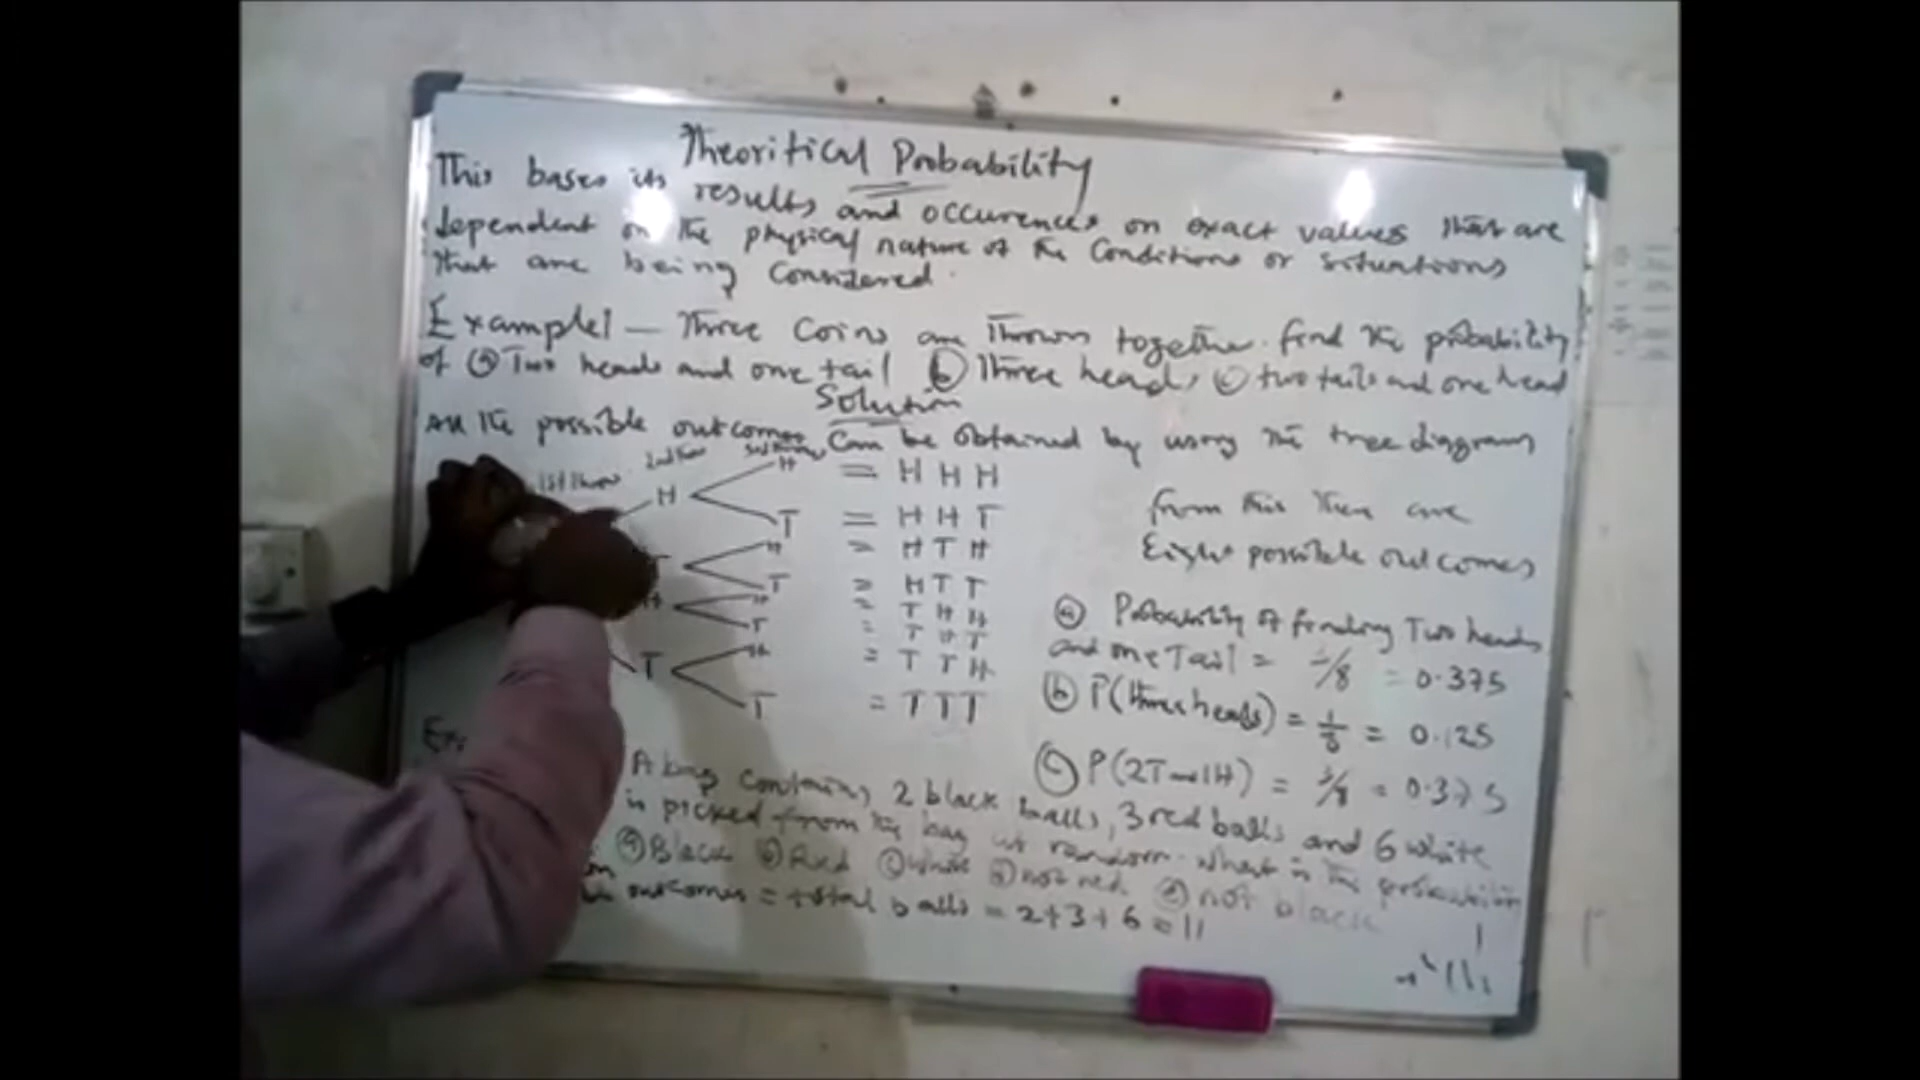 Theoritical Probability
This bases its results and occurences on exact values that are
dependent on the physical nature of the Conditions or situations
that are being Considered.
Example 1 - Three Coins are thrown together. find the probability
of (a) Two heads and one tail (b) Three heads, (c) two tails and one head
Solution
All the possible outcomes Can be obtained by using the tree diagram
1st throw 2nd throw
H H = H H H
T = H H T
H = H T H
T = H T T
H H = T H H
T = T H T
T H = T T H
T = T T T
from this there are
Eight possible outcomes
(a) Probability of finding Two heads
and one Tail = 3/8 = 0.375
(b) P(three heads) = 1/8 = 0.125
(c) P(2T and 1H) = 3/8 = 0.375
A bag contains 2 black balls, 3 red balls and 6 white
is picked from the bag at random. What is the
(a) Black (b) Red (c) White (d) not red (e) not black
outcomes = total balls = 2+3+6 = 11